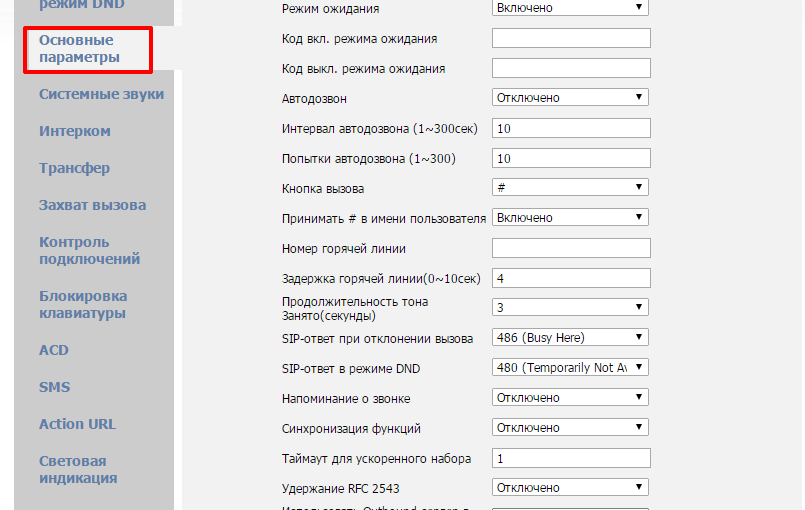 режим DND
Основные
параметры
Системные звуки
Интерком
Трансфер
Захват вызова
Контроль
подключений
Блокировка
клавиатуры
ACD
SMS
Action URL
Световая
индикация
Режим ожидания Включено
Код вкл. режима ожидания
Код выкл. режима ожидания
Автодозвон Отключено
Интервал автодозвона (1~300сек) 10
Попытки автодозвона (1~300) 10
Кнопка вызова #
Принимать # в имени пользователя Включено
Номер горячей линии
Задержка горячей линии(0~10сек) 4
Продолжительность тона
Занято(секунды) 3
SIP-ответ при отклонении вызова 486 (Busy Here)
SIP-ответ в режиме DND 480 (Temporarily Not Av
Напоминание о звонке Отключено
Синхронизация функций Отключено
Таймаут для ускоренного набора 1
Удержание RFC 2543 Отключено
Использовать Outbound-сервер в